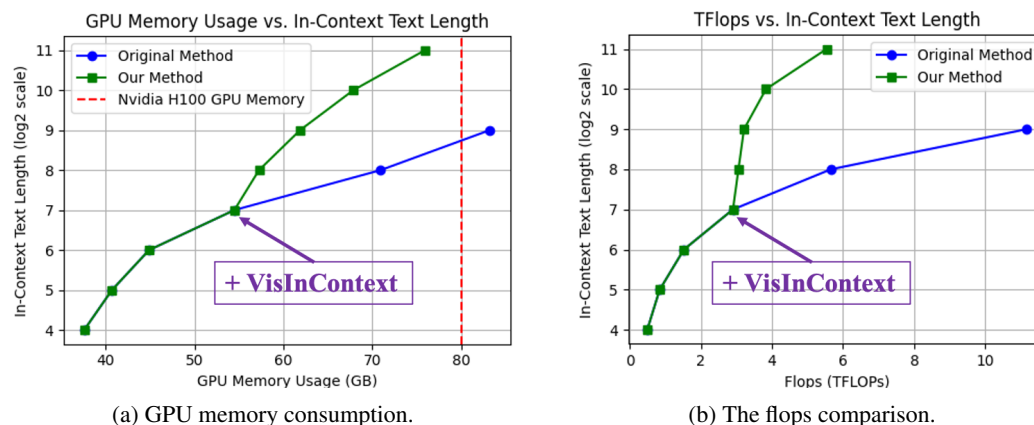 GPU Memory Usage vs. In-Context Text Length
Original Method
Our Method
Nvidia H100 GPU Memory
In-Context Text Length (log2 scale)
11
10
9
8
7
6
5
4
+ VisInContext
40 50 60 70 80
GPU Memory Usage (GB)
(a) GPU memory consumption.
TFlops vs. In-Context Text Length
Original Method
Our Method
In-Context Text Length (log2 scale)
11
10
9
8
7
6
5
4
+ VisInContext
0 2 4 6 8 10
Flops (TFLOPs)
(b) The flops comparison.